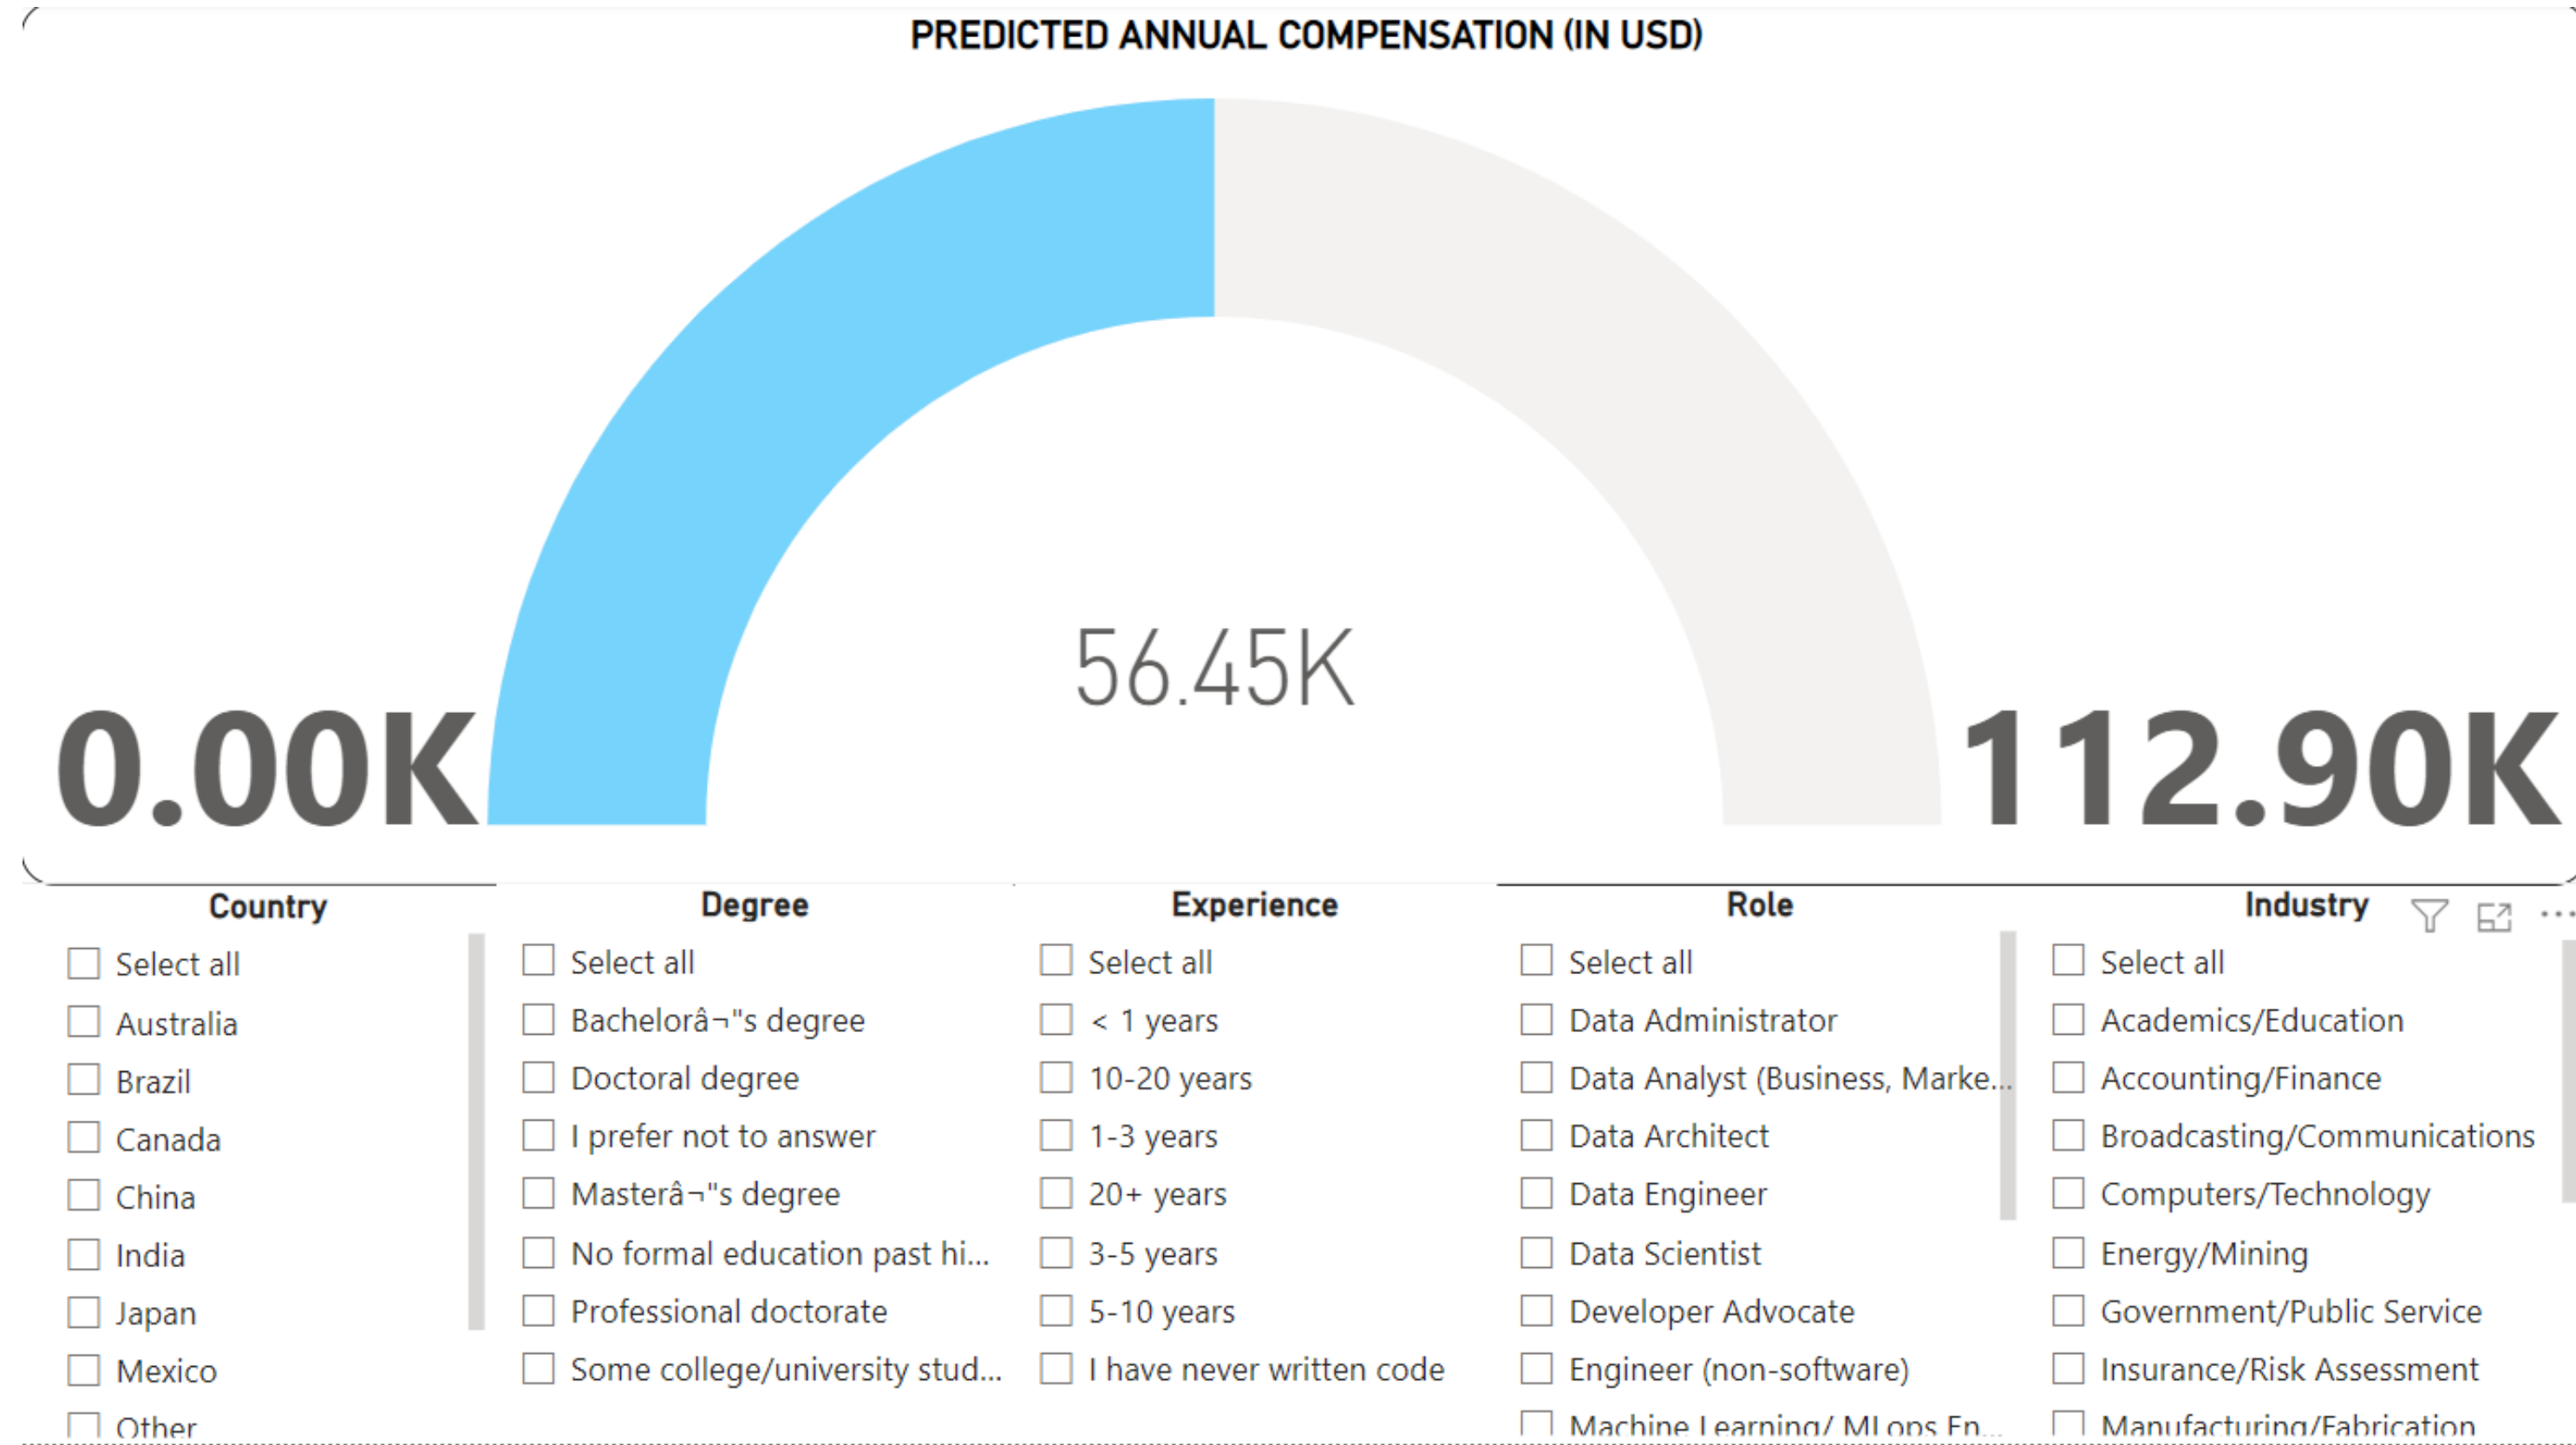 PREDICTED ANNUAL COMPENSATION (IN USD)
56.45K
0.00K
112.90K
Country
Select all
Australia
Brazil
Canada
China
India
Japan
Mexico
Other
Degree
Select all
Bachelorâ¬"s degree
Doctoral degree
I prefer not to answer
Masterâ¬"s degree
No formal education past hi...
Professional doctorate
Some college/university stud...
Experience
Select all
< 1 years
10-20 years
1-3 years
20+ years
3-5 years
5-10 years
I have never written code
Role
Select all
Data Administrator
Data Analyst (Business, Marke...
Data Architect
Data Engineer
Data Scientist
Developer Advocate
Engineer (non-software)
Machine Learning/ MLops En...
Industry
Select all
Academics/Education
Accounting/Finance
Broadcasting/Communications
Computers/Technology
Energy/Mining
Government/Public Service
Insurance/Risk Assessment
Manufacturing/Fabrication